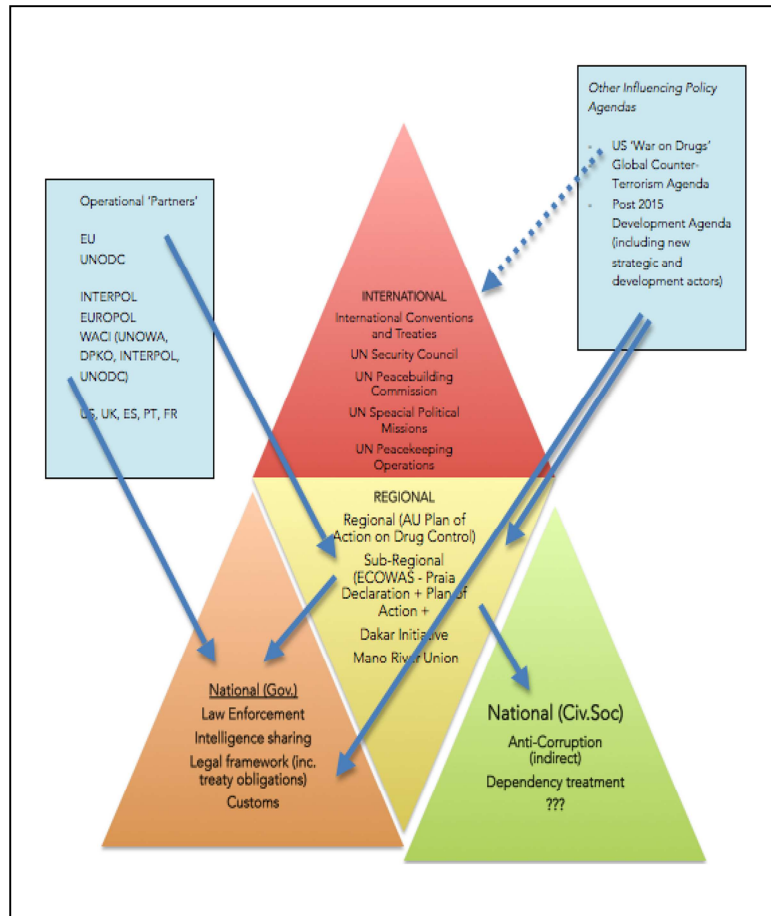 Other Influencing Policy
Agendas
- US 'War on Drugs'
Global Counter-
Terrorism Agenda
- Post 2015
Development Agenda
(including new
strategic and
development actors)
Operational 'Partners'
EU
UNODC
INTERPOL
EUROPOL
WACI (UNOWA,
DPKO, INTERPOL,
UNODC)
US, UK, ES, PT, FR
INTERNATIONAL
International Conventions
and Treaties
UN Security Council
UN Peacebuilding
Commission
UN Speacial Political
Missions
UN Peacekeeping
Operations
REGIONAL
Regional (AU Plan of
Action on Drug Control)
Sub-Regional
(ECOWAS - Praia
Declaration + Plan of
Action +
Dakar Initiative
Mano River Union
National (Gov.)
Law Enforcement
Intelligence sharing
Legal framework (inc.
treaty obligations)
Customs
National (Civ.Soc)
Anti-Corruption
(indirect)
Dependency treatment
???